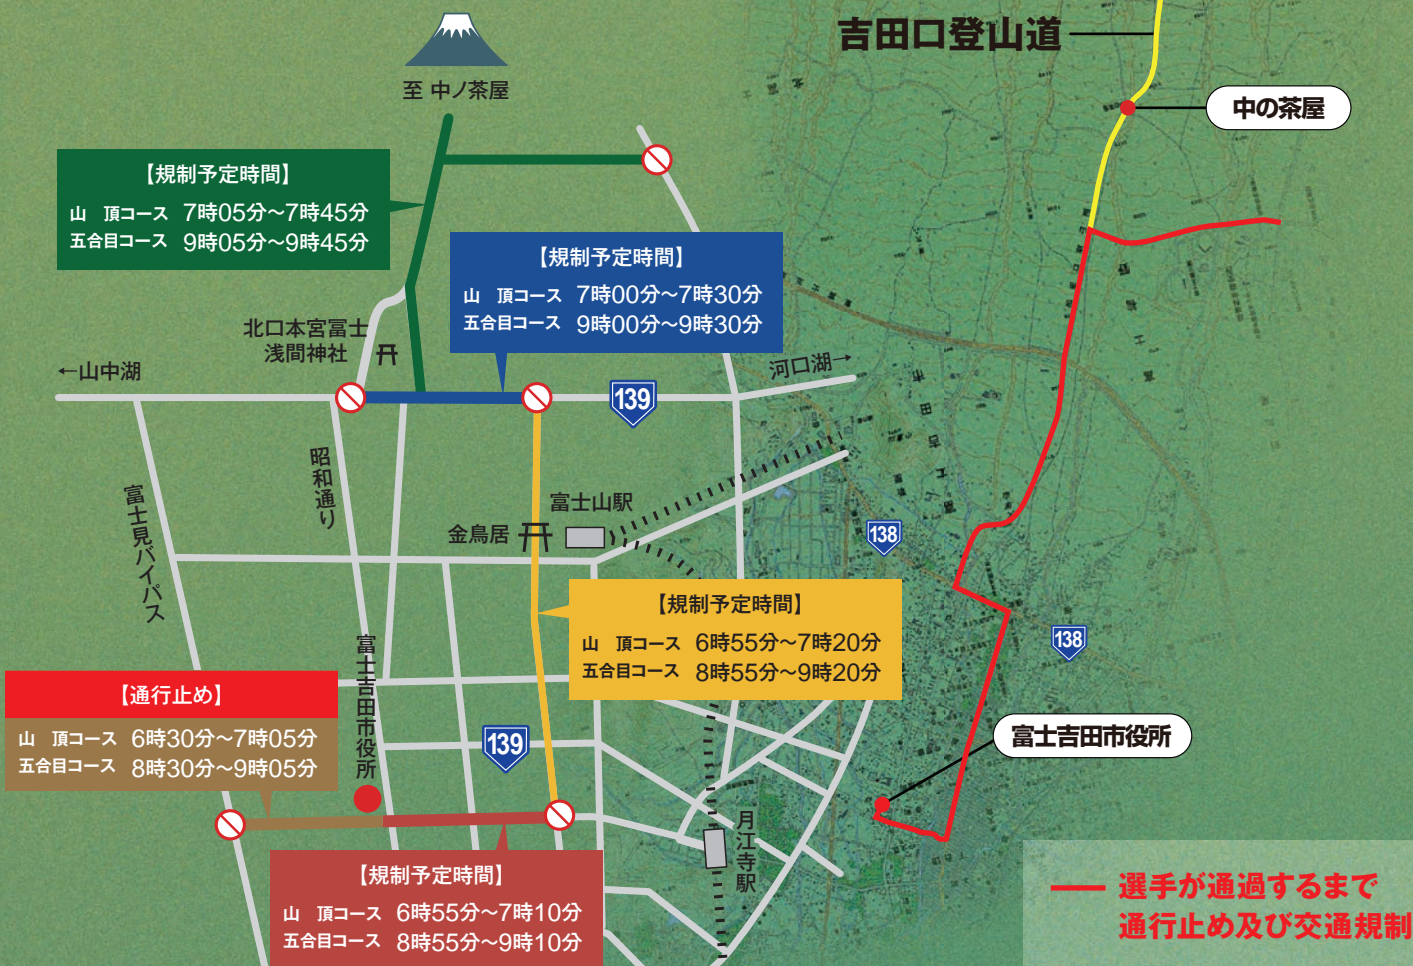 吉田口登山道
至 中ノ茶屋
中の茶屋
【規制予定時間】
山　頂コース 7時05分～7時45分
五合目コース 9時05分～9時45分
【規制予定時間】
山　頂コース 7時00分～7時30分
五合目コース 9時00分～9時30分
北口本宮冨士
浅間神社
←山中湖
河口湖→
139
昭和通り
富士見バイパス
富士山駅
金鳥居
138
【規制予定時間】
山　頂コース 6時55分～7時20分
五合目コース 8時55分～9時20分
138
富士吉田市役所
【通行止め】
山　頂コース 6時30分～7時05分
五合目コース 8時30分～9時05分
139
富士吉田市役所
月江寺駅
【規制予定時間】
山　頂コース 6時55分～7時10分
五合目コース 8時55分～9時10分
選手が通過するまで
通行止め及び交通規制